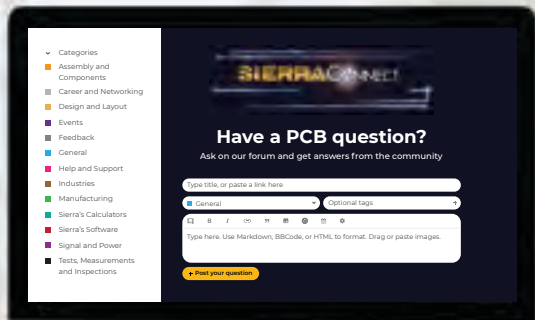 Categories
Assembly and
Components
Career and Networking
Design and Layout
Events
Feedback
General
Help and Support
Industries
Manufacturing
Sierra's Calculators
Sierra's Software
Signal and Power
Tests, Measurements
and Inspections
SIERRACONNECT
Have a PCB question?
Ask on our forum and get answers from the community
Type title, or paste a link here
General
Optional tags +
B I
Type here. Use Markdown, BBCode, or HTML to format. Drag or paste images.
+ Post your question